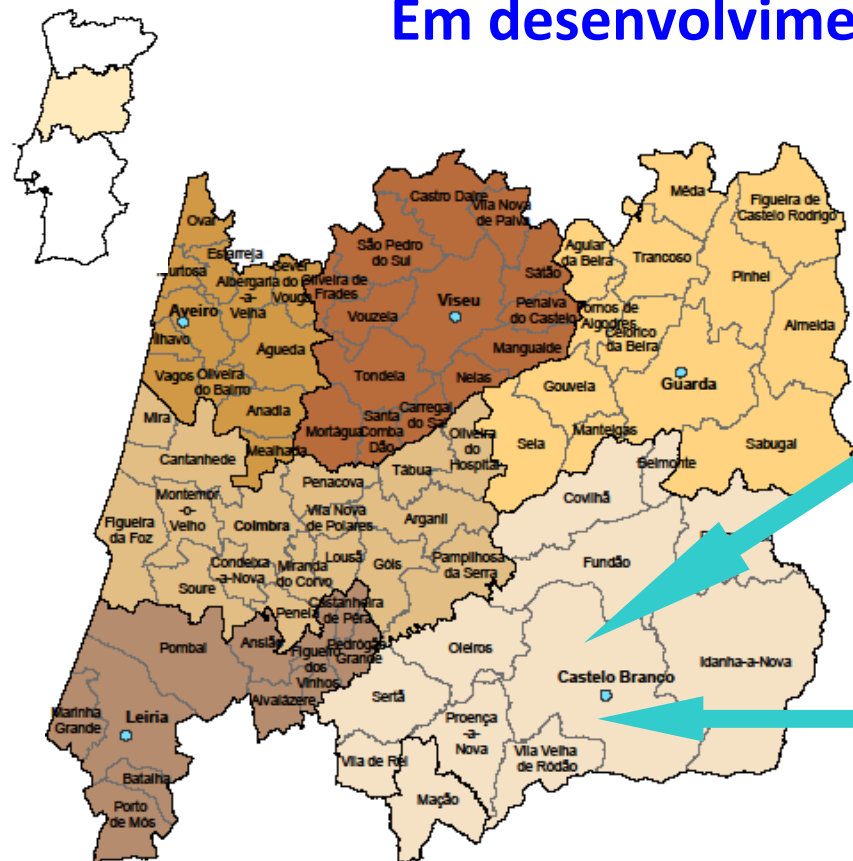 Em desenvolvime
Castro Daire
Vila Nova
de Paiva
Mêda
Figueira de
Castelo Rodrigo
Ovar
São Pedro
do Sul
Aguiar
da Beira
Trancoso
Estarreja
Sever
do
Vouga
Albergaria
-a-
Velha
Oliveira de
Frades
Sátão
Pinhel
Viseu
Penalva
do Castelo
Aveiro
Vouzela
Fornos de
Algodres
Celorico
da Beira
Almeida
Ílhavo
Águeda
Mangualde
Vagos
Oliveira
do Bairro
Tondela
Nelas
Gouveia
Guarda
Anadia
Mira
Mortágua
Santa
Comba
Dão
Carregal
do Sal
Oliveira
do
Hospital
Seia
Manteigas
Sabugal
Mealhada
Cantanhede
Tábua
Belmonte
Penacova
Covilhã
Montemor
-o-
Velho
Figueira
da Foz
Coimbra
Vila Nova
de Poiares
Arganil
Fundão
Condeixa
-a-Nova
Miranda
do Corvo
Lousã
Góis
Pampilhosa
da Serra
Soure
Penela
Castanheira
de Pêra
Pombal
Ansião
Figueiró
dos
Vinhos
Pedrógão
Grande
Oleiros
Idanha-a-Nova
Castelo Branco
Alvaiázere
Sertã
Marinha
Grande
Leiria
Proença
-a-
Nova
Vila de Rei
Vila Velha
de Ródão
Batalha
Mação
Porto
de Mós